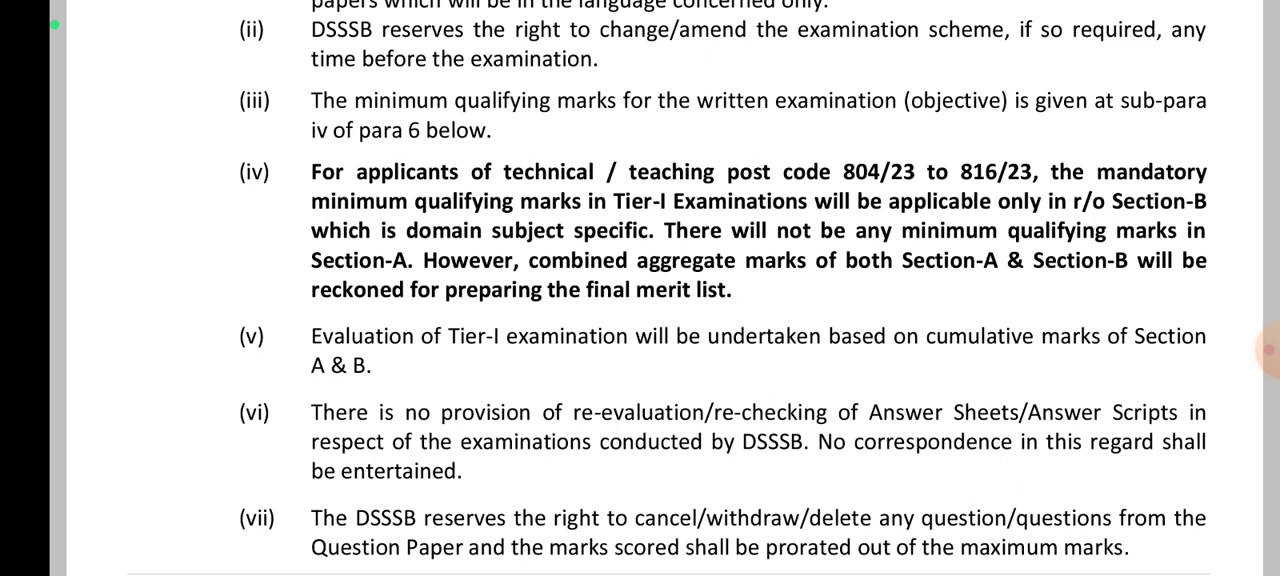 papers which will be in the language concerned only.
(ii) DSSSB reserves the right to change/amend the examination scheme, if so required, any
time before the examination.
(iii) The minimum qualifying marks for the written examination (objective) is given at sub-para
iv of para 6 below.
(iv) For applicants of technical / teaching post code 804/23 to 816/23, the mandatory
minimum qualifying marks in Tier-I Examinations will be applicable only in r/o Section-B
which is domain subject specific. There will not be any minimum qualifying marks in
Section-A. However, combined aggregate marks of both Section-A & Section-B will be
reckoned for preparing the final merit list.
(v) Evaluation of Tier-I examination will be undertaken based on cumulative marks of Section
A & B.
(vi) There is no provision of re-evaluation/re-checking of Answer Sheets/Answer Scripts in
respect of the examinations conducted by DSSSB. No correspondence in this regard shall
be entertained.
(vii) The DSSSB reserves the right to cancel/withdraw/delete any question/questions from the
Question Paper and the marks scored shall be prorated out of the maximum marks.